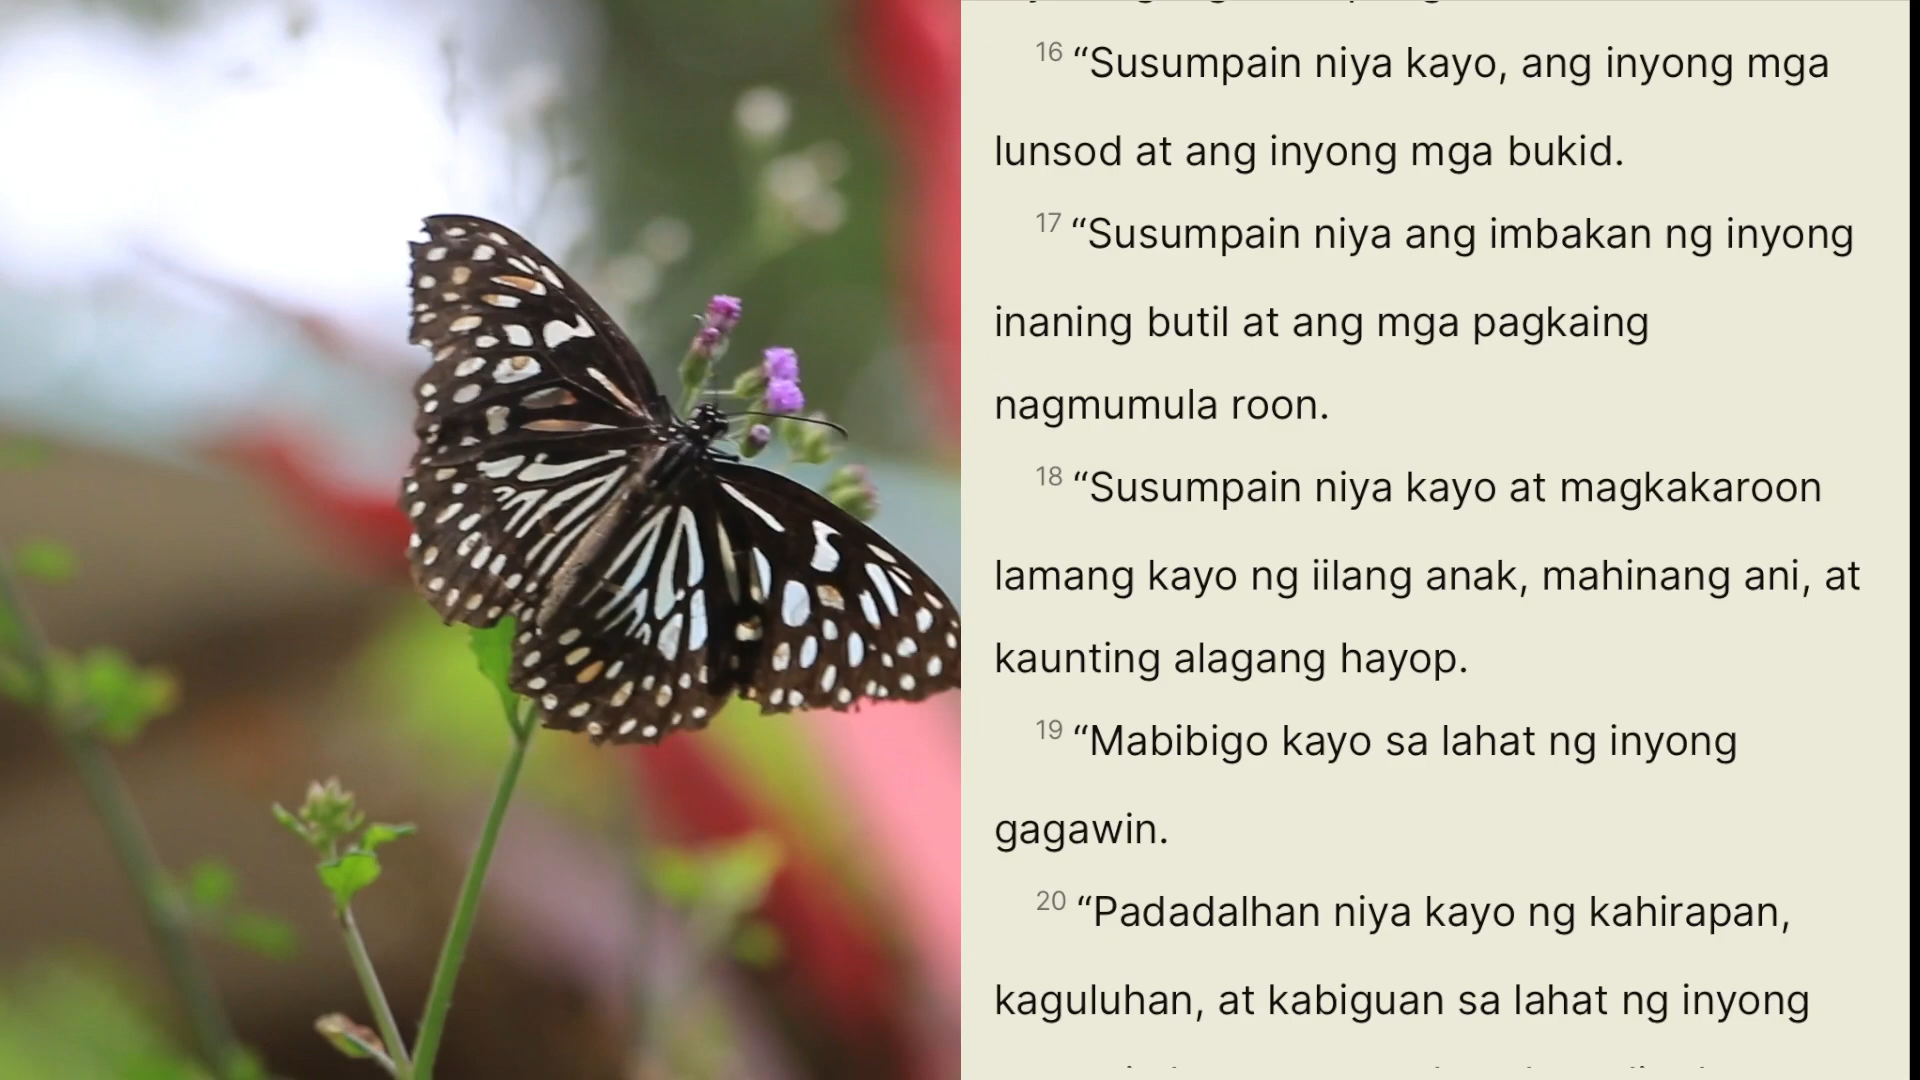 16 “Susumpain niya kayo, ang inyong mga
lunsod at ang inyong mga bukid.
17 “Susumpain niya ang imbakan ng inyong
inaning butil at ang mga pagkaing
nagmumula roon.
18 “Susumpain niya kayo at magkakaroon
lamang kayo ng iilang anak, mahinang ani, at
kaunting alagang hayop.
19 “Mabibigo kayo sa lahat ng inyong
gagawin.
20 “Padadalhan niya kayo ng kahirapan,
kaguluhan, at kabiguan sa lahat ng inyong